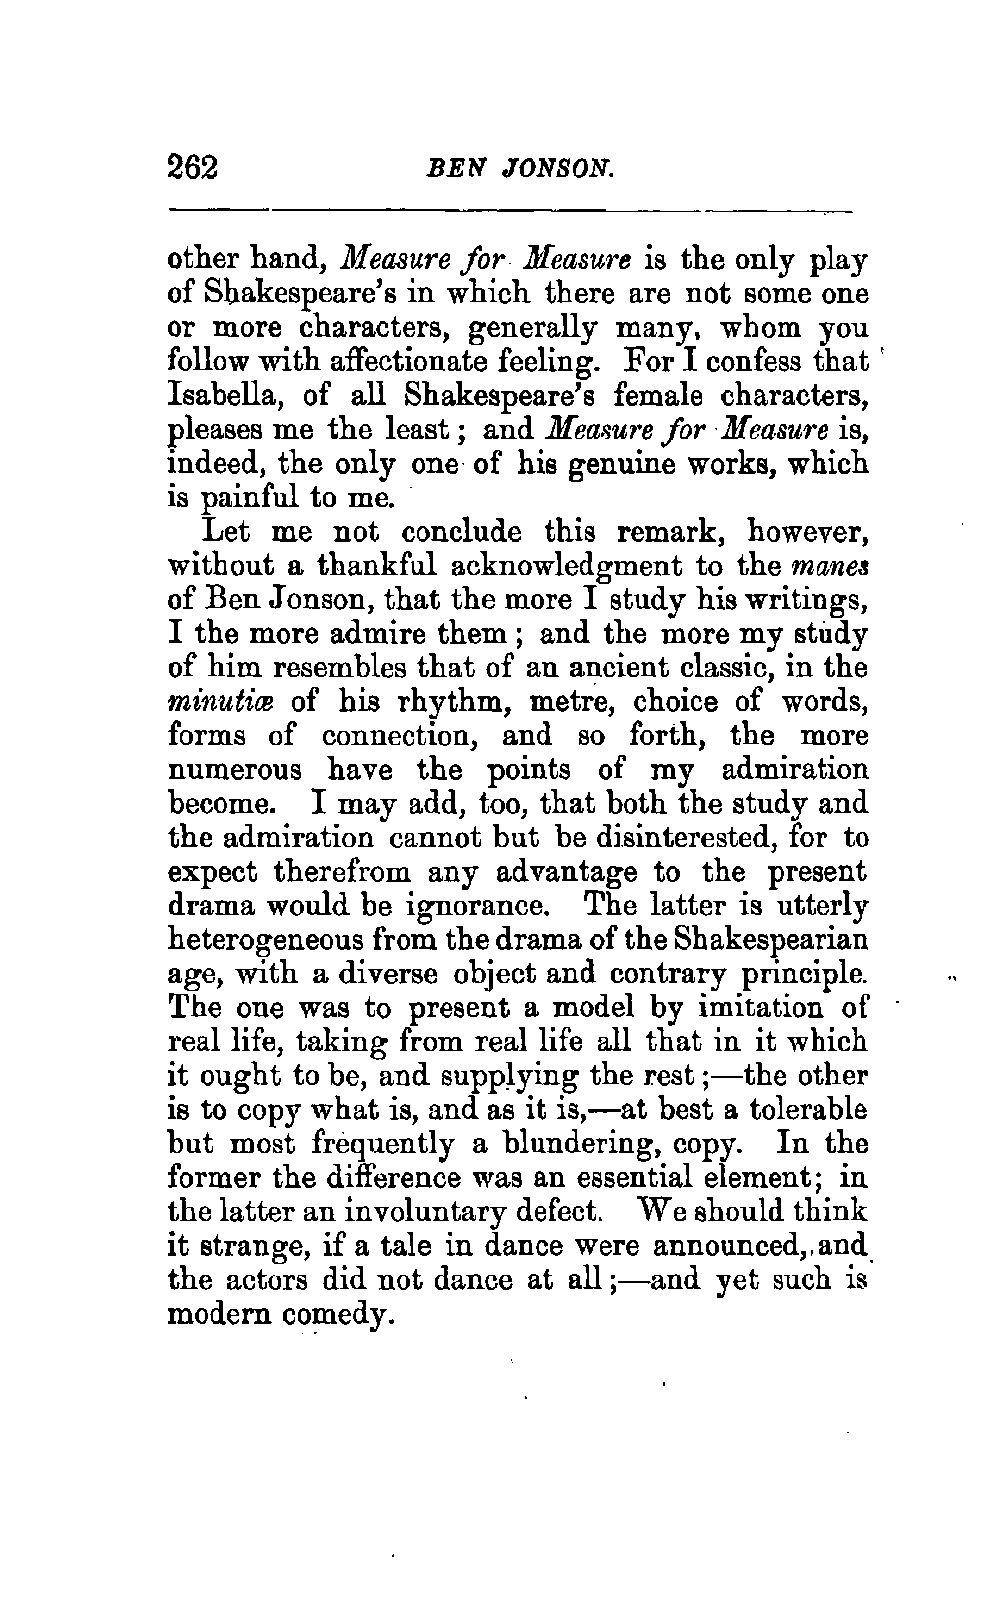 262 BEN JONSON.
other hand, Measure for Measure is the only play
of Shakespeare's in which there are not some one
or more characters, generally many, whom you
follow with affectionate feeling. For I confess that
Isabella, of all Shakespeare's female characters,
pleases me the least; and Measure for Measure is,
indeed, the only one of his genuine works, which
is painful to me.
Let me not conclude this remark, however,
without a thankful acknowledgment to the manes
of Ben Jonson, that the more I study his writings,
I the more admire them; and the more my study
of him resembles that of an ancient classic, in the
minutiæ of his rhythm, metre, choice of words,
forms of connection, and so forth, the more
numerous have the points of my admiration
become. I may add, too, that both the study and
the admiration cannot but be disinterested, for to
expect therefrom any advantage to the present
drama would be ignorance. The latter is utterly
heterogeneous from the drama of the Shakespearian
age, with a diverse object and contrary principle.
The one was to present a model by imitation of
real life, taking from real life all that in it which
it ought to be, and supplying the rest;—the other
is to copy what is, and as it is,—at best a tolerable
but most frequently a blundering, copy. In the
former the difference was an essential element; in
the latter an involuntary defect. We should think
it strange, if a tale in dance were announced, and
the actors did not dance at all;—and yet such is
modern comedy.